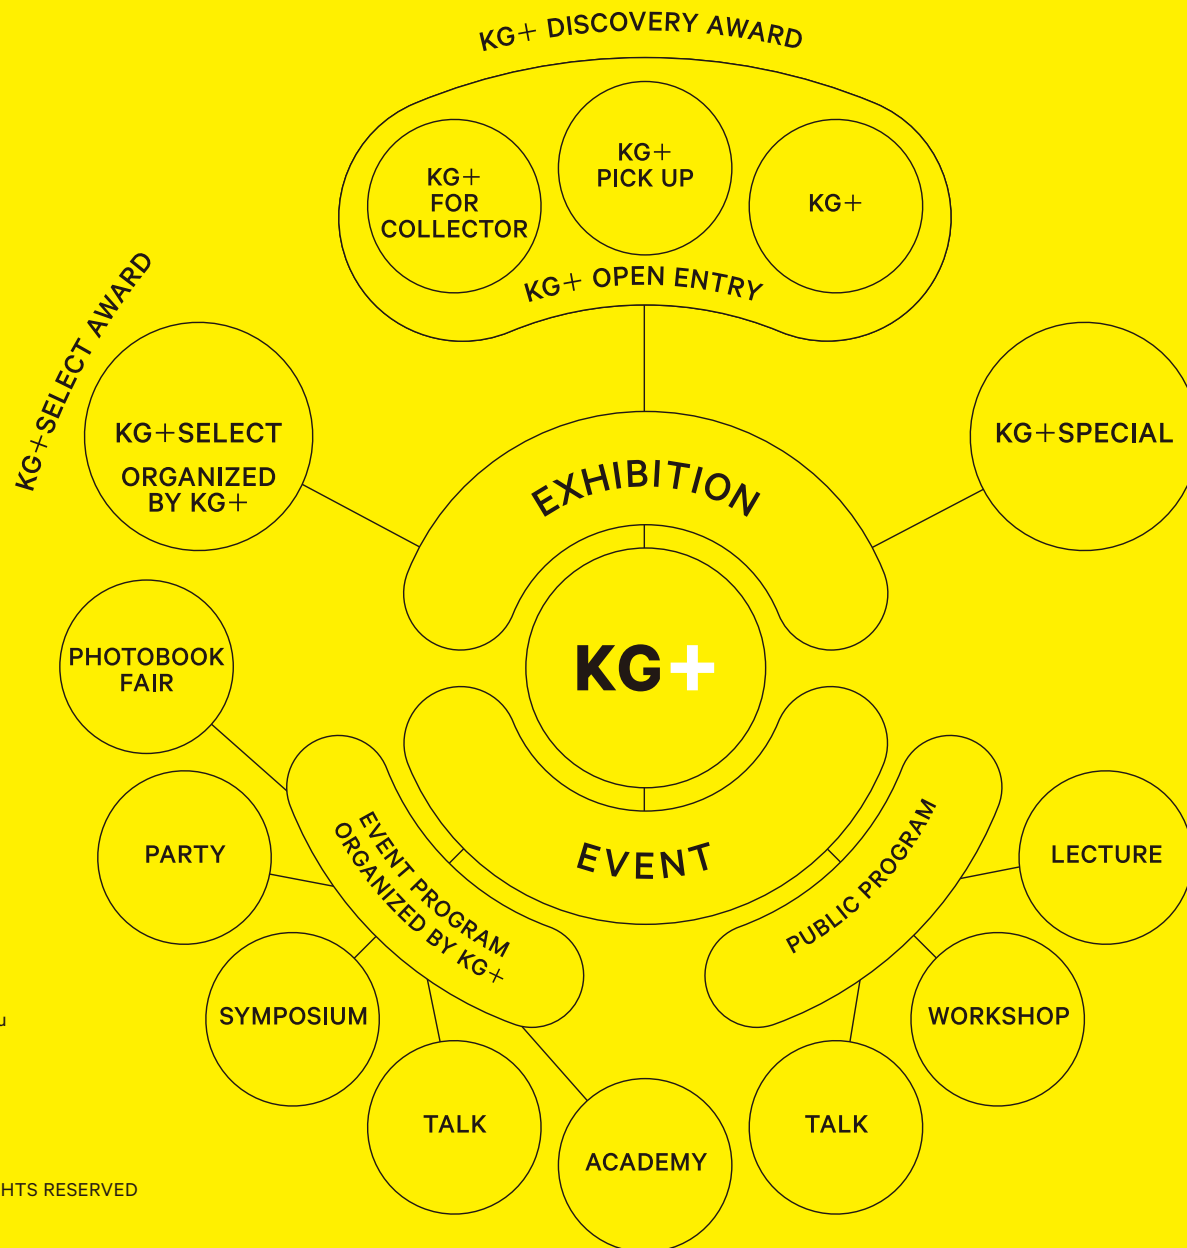 KG+ DISCOVERY AWARD
KG+
FOR
COLLECTOR
KG+
PICK UP
KG+
KG+ OPEN ENTRY
KG+SELECT AWARD
KG+SELECT
ORGANIZED
BY KG+
KG+SPECIAL
EXHIBITION
KG+
PHOTOBOOK
FAIR
EVENT
EVENT PROGRAM
ORGANIZED BY KG+
PUBLIC PROGRAM
PARTY
LECTURE
SYMPOSIUM
WORKSHOP
u
TALK
TALK
ACADEMY
HTS RESERVED